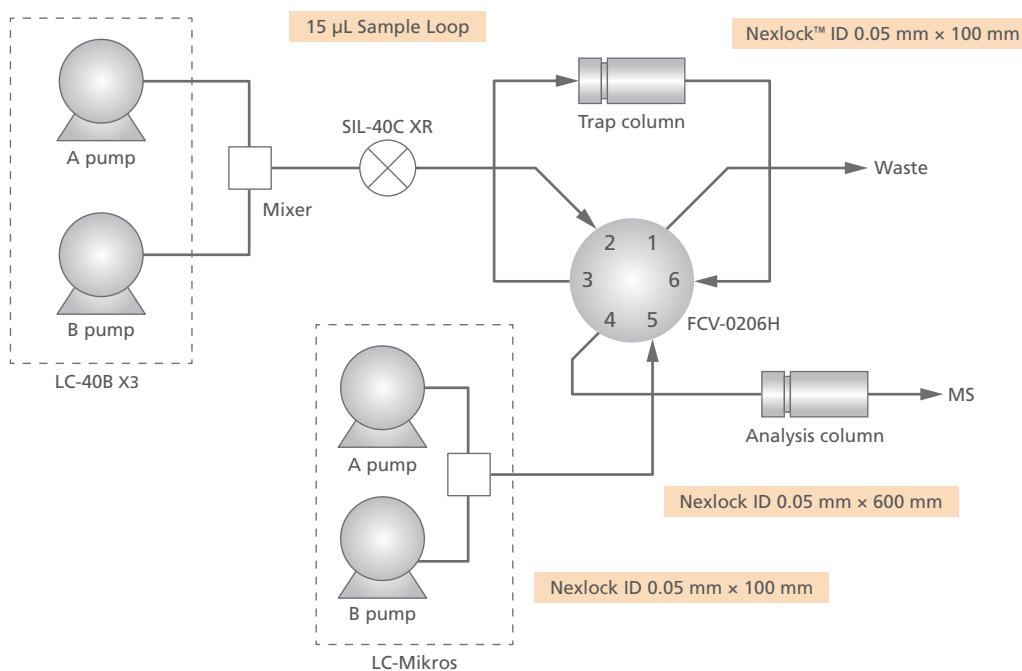 15 µL Sample Loop
Nexlock™ ID 0.05 mm × 100 mm
A pump
Trap column
SIL-40C XR
Mixer
Waste
B pump
2 1
3 6
4 5
FCV-0206H
LC-40B X3
A pump
Analysis column
MS
Nexlock ID 0.05 mm × 600 mm
Nexlock ID 0.05 mm × 100 mm
B pump
LC-Mikros